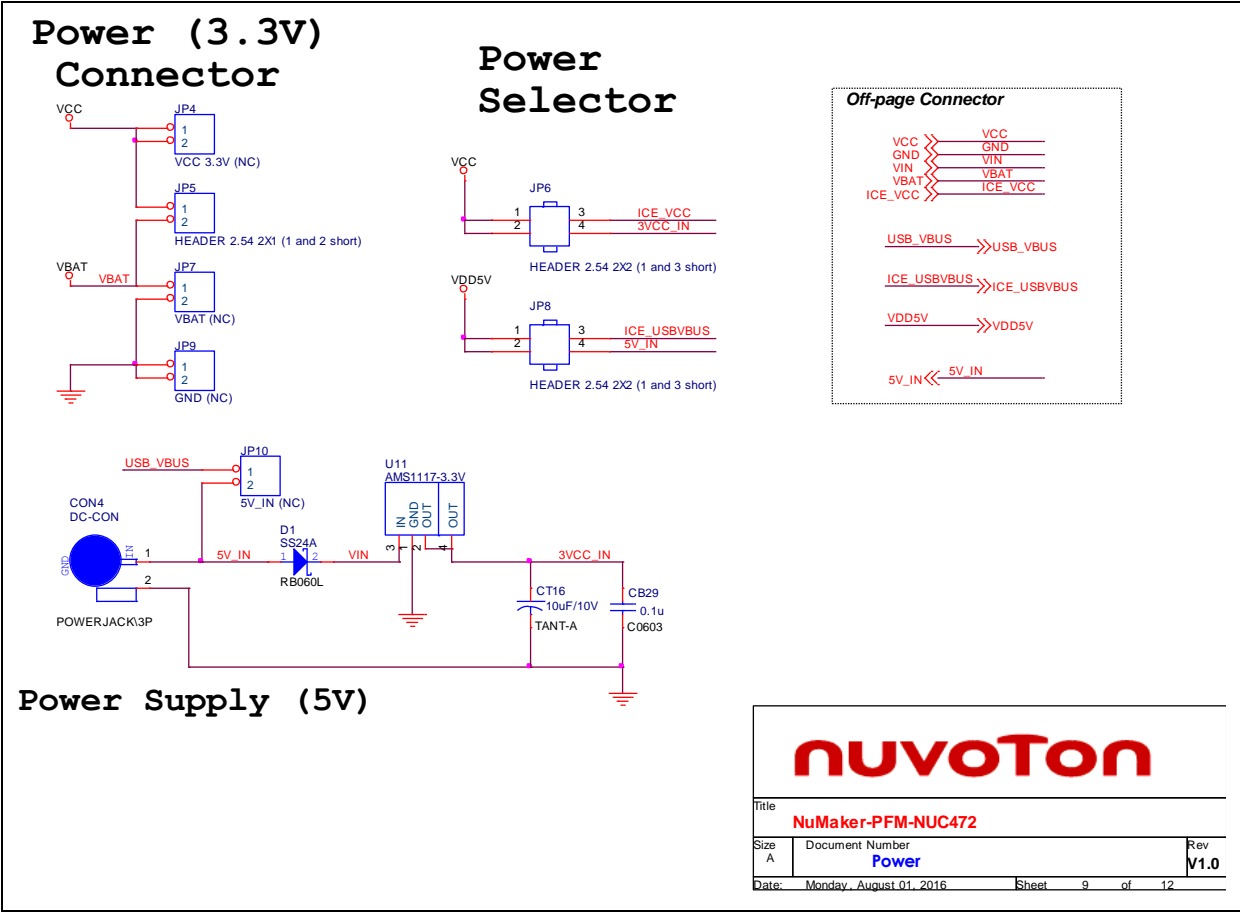 Power (3.3V)
Connector
VCC
JP4
1
2
VCC 3.3V (NC)
JP5
1
2
HEADER 2.54 2X1 (1 and 2 short)
VBAT
VBAT
JP7
1
2
VBAT (NC)
JP9
1
2
GND (NC)
Power
Selector
VCC
JP6
1
2
3
4
ICE_VCC
3VCC_IN
HEADER 2.54 2X2 (1 and 3 short)
VDD5V
JP8
1
2
3
4
ICE_USBVBUS
5V_IN
HEADER 2.54 2X2 (1 and 3 short)
Off-page Connector
VCC VCC
GND GND
VIN VIN
VBAT VBAT
ICE_VCC ICE_VCC
USB_VBUS USB_VBUS
ICE_USBVBUS ICE_USBVBUS
VDD5V VDD5V
5V_IN 5V_IN
USB_VBUS
JP10
1
2
5V_IN (NC)
CON4
DC-CON
GND
IN
1
2
POWERJACK\3P
5V_IN
D1
SS24A
1 2
RB060L
VIN
U11
AMS1117-3.3V
IN
GND
OUT
OUT
3
1
2
4
3VCC_IN
CT16
10uF/10V
TANT-A
CB29
0.1u
C0603
Power Supply (5V)
nuvoTon
Title
NuMaker-PFM-NUC472
Size
A
Document Number
Power
Rev
V1.0
Date: Monday, August 01, 2016 Sheet 9 of 12